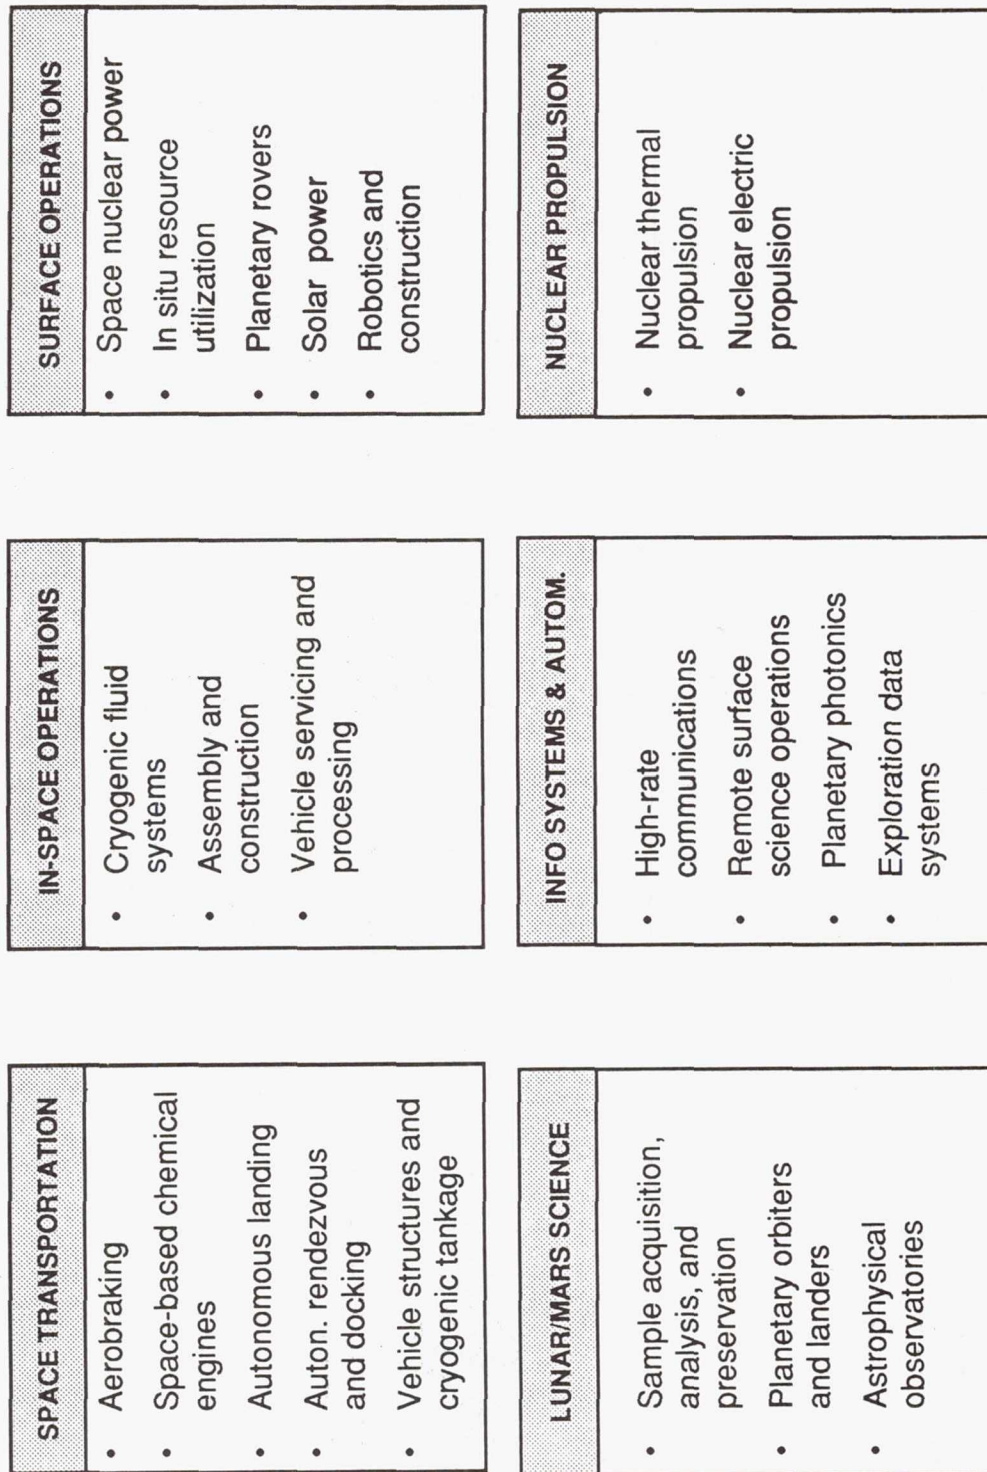 SPACE TRANSPORTATION
• Aerobraking
• Space-based chemical
engines
• Autonomous landing
• Auton. rendezvous
and docking
• Vehicle structures and
cryogenic tankage
IN-SPACE OPERATIONS
• Cryogenic fluid
systems
• Assembly and
construction
• Vehicle servicing and
processing
SURFACE OPERATIONS
• Space nuclear power
• In situ resource
utilization
• Planetary rovers
• Solar power
• Robotics and
construction
LUNAR/MARS SCIENCE
• Sample acquisition,
analysis, and
preservation
• Planetary orbiters
and landers
• Astrophysical
observatories
INFO SYSTEMS & AUTOM.
• High-rate
communications
• Remote surface
science operations
• Planetary photonics
• Exploration data
systems
NUCLEAR PROPULSION
• Nuclear thermal
propulsion
• Nuclear electric
propulsion